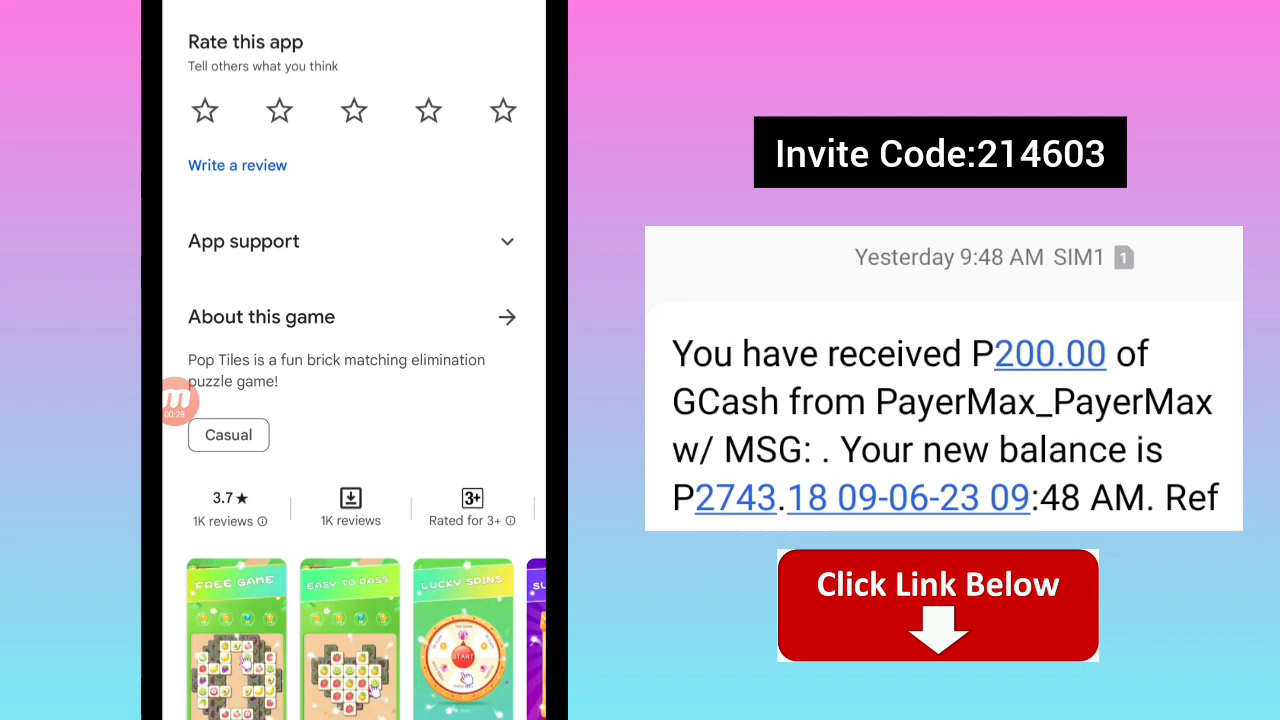 Rate this app
Tell others what you think
Write a review
App support
About this game
Pop Tiles is a fun brick matching elimination
puzzle game!
00:28
Casual
3.7★
1K reviews
1K reviews
3+
Rated for 3+
FREE GAME
EASY TO PASS
LUCKY SPINS
SU
START
Invite Code:214603
Yesterday 9:48 AM SIM1 1
You have received P200.00 of
GCash from PayerMax_PayerMax
w/ MSG: . Your new balance is
P2743.18 09-06-23 09:48 AM. Ref
Click Link Below